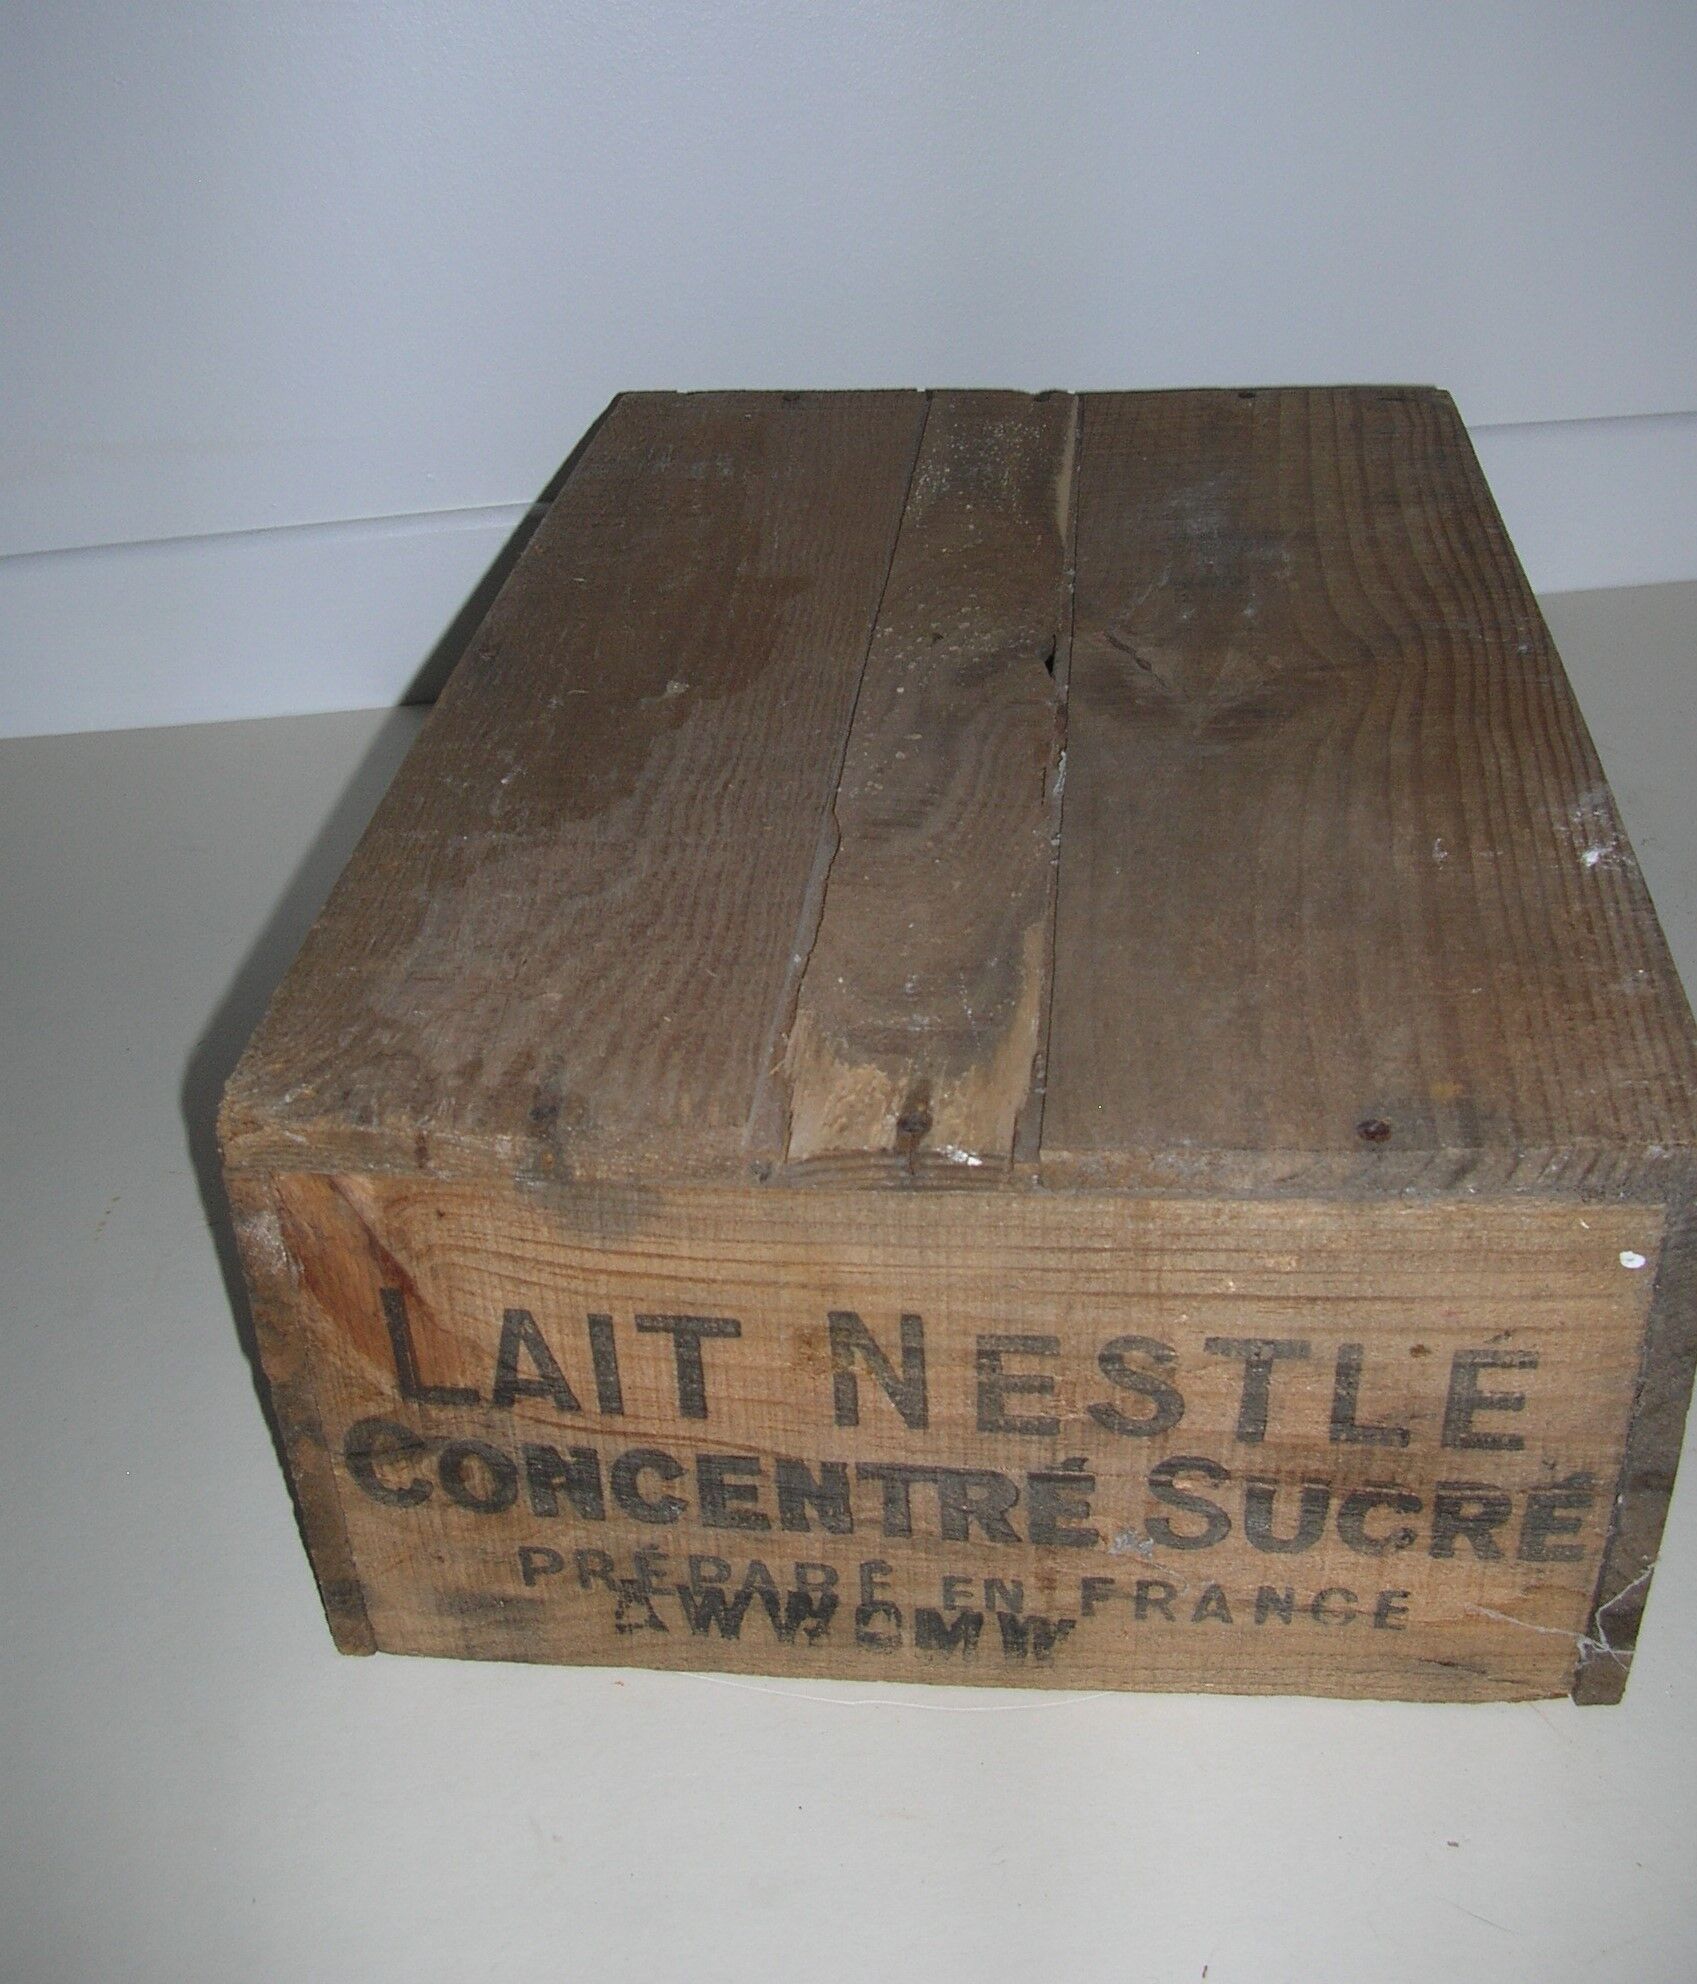 LAIT NESTLÉ
CONCENTRÉ SUCRÉ
PRÉPARÉ EN FRANCE